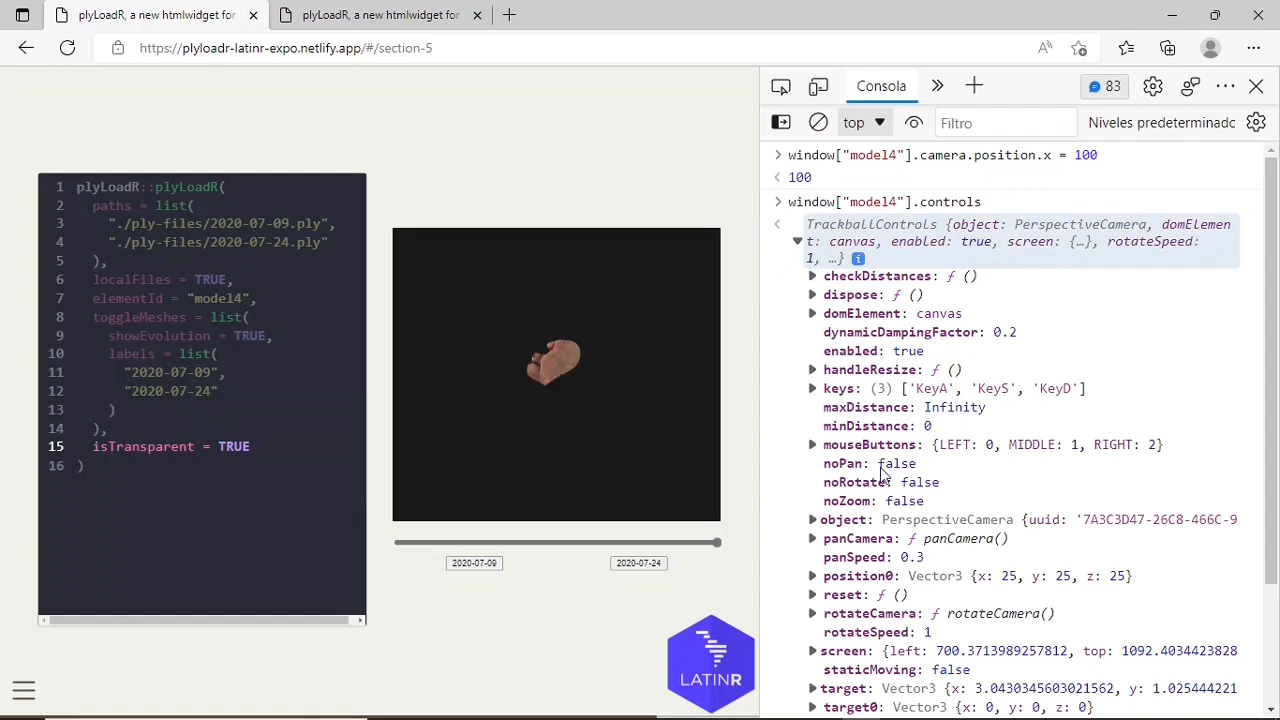 plyLoadR, a new htmlwidget for
plyLoadR, a new htmlwidget for
https://plyloadr-latinr-expo.netlify.app/#/section-5
1 plyLoadR::plyLoadR(
2 paths = list(
3 "./ply-files/2020-07-09.ply",
4 "./ply-files/2020-07-24.ply"
5 ),
6 localFiles = TRUE,
7 elementId = "model4",
8 toggleMeshes = list(
9 showEvolution = TRUE,
10 labels = list(
11 "2020-07-09",
12 "2020-07-24"
13 )
14 ),
15 isTransparent = TRUE
16 )
2020-07-09
2020-07-24
LATINR
Consola
83
top
Filtro
Niveles predeterminado
window["model4"].camera.position.x = 100
100
window["model4"].controls
TrackballControls {object: PerspectiveCamera, domElemen
t: canvas, enabled: true, screen: {…}, rotateSpeed:
1, …}
checkDistances: ƒ ()
dispose: ƒ ()
domElement: canvas
dynamicDampingFactor: 0.2
enabled: true
handleResize: ƒ ()
keys: (3) ['KeyA', 'KeyS', 'KeyD']
maxDistance: Infinity
minDistance: 0
mouseButtons: {LEFT: 0, MIDDLE: 1, RIGHT: 2}
noPan: false
noRotate: false
noZoom: false
object: PerspectiveCamera {uuid: '7A3C3D47-26C8-466C-9
panCamera: ƒ panCamera()
panSpeed: 0.3
position0: Vector3 {x: 25, y: 25, z: 25}
reset: ƒ ()
rotateCamera: ƒ rotateCamera()
rotateSpeed: 1
screen: {left: 700.3713989257812, top: 1092.4034423828
staticMoving: false
target: Vector3 {x: 3.0430345603021562, y: 1.025444221
target0: Vector3 {x: 0, y: 0, z: 0}